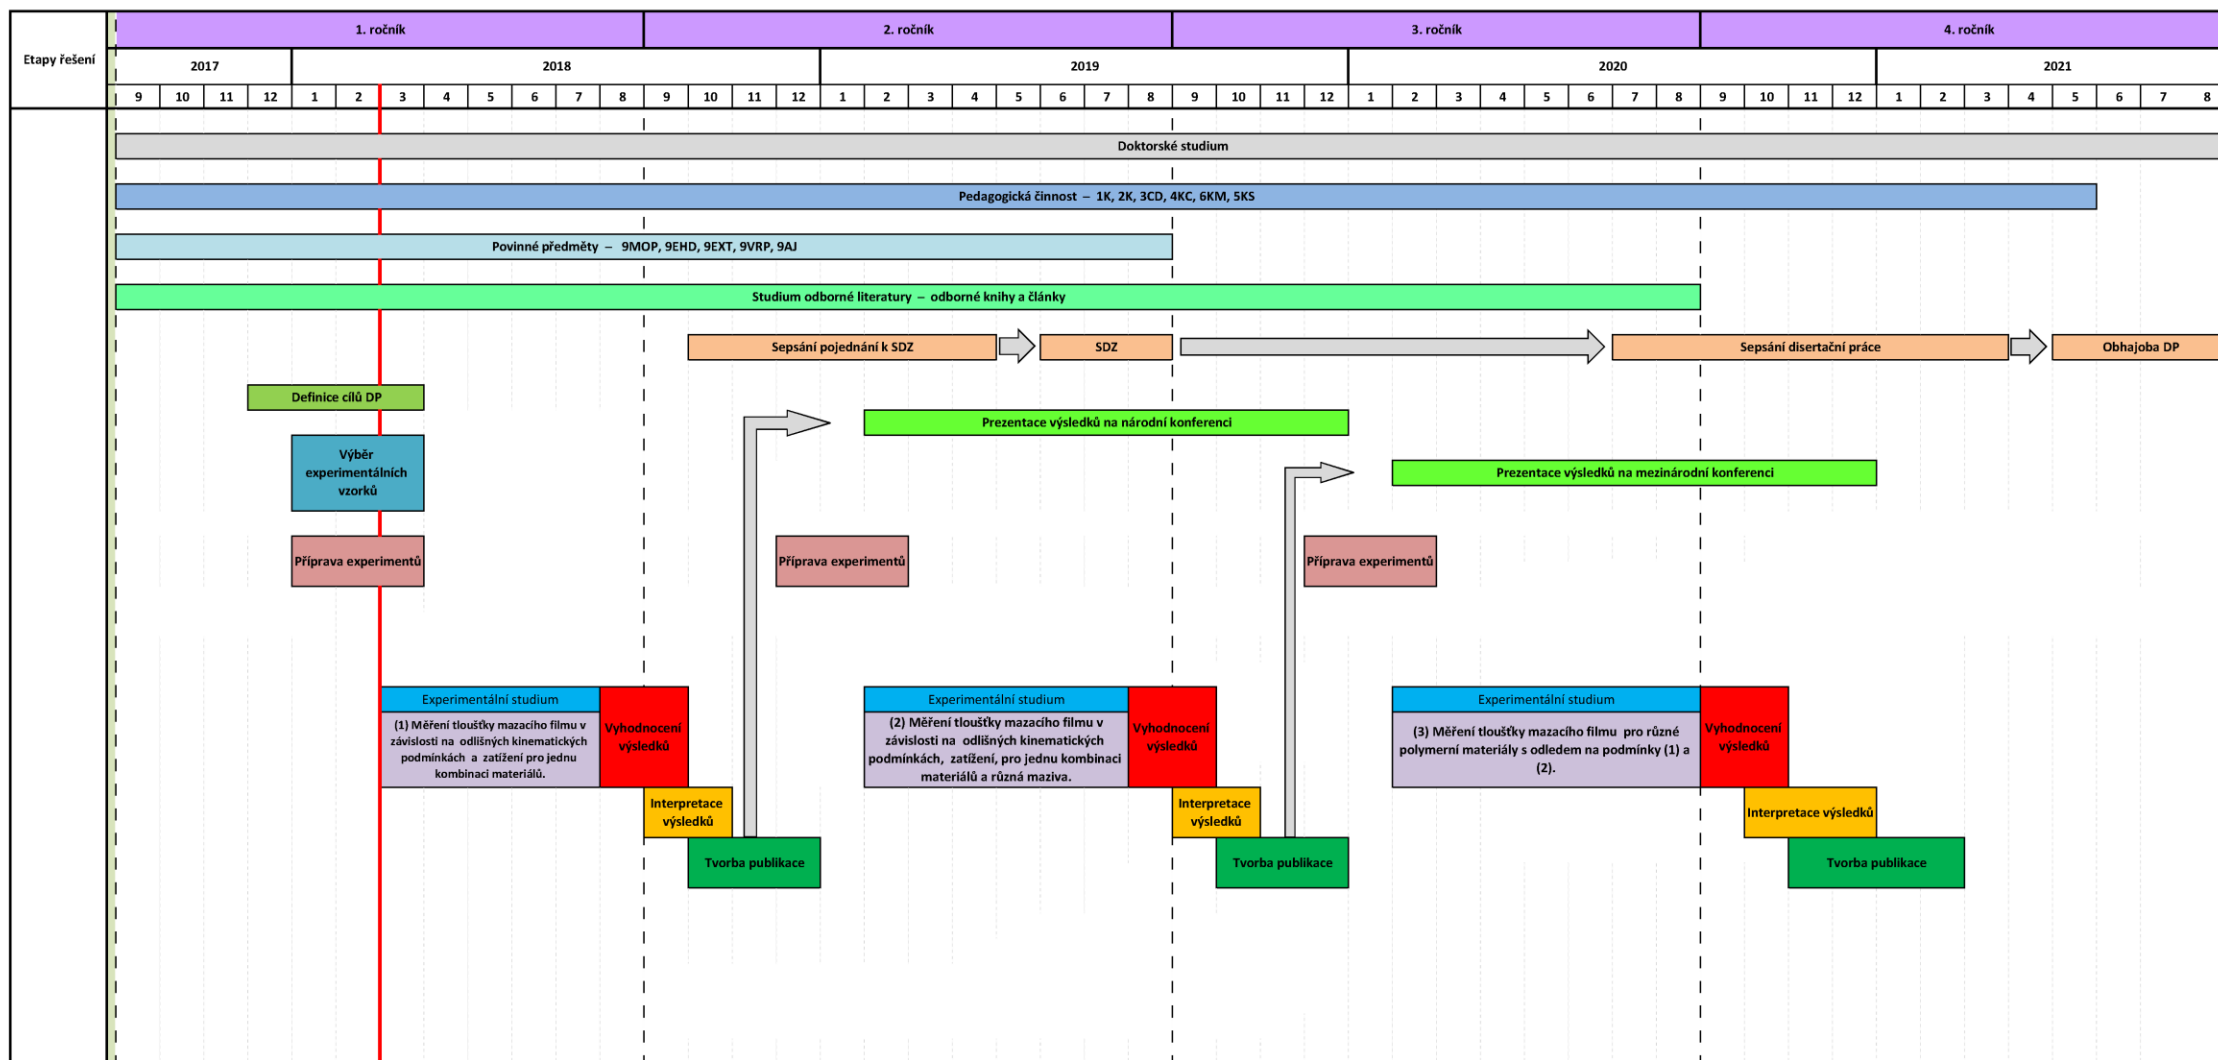 1. ročník 2. ročník 3. ročník 4. ročník
Etapy řešení
2017 2018 2019 2020 2021
9 10 11 12 1 2 3 4 5 6 7 8 9 10 11 12 1 2 3 4 5 6 7 8 9 10 11 12 1 2 3 4 5 6 7 8 9 10 11 12 1 2 3 4 5 6 7 8
Doktorské studium
Pedagogická činnost – 1K, 2K, 3CD, 4KC, 6KM, 5KS
Povinné předměty – 9MOP, 9EHD, 9EXT, 9VRP, 9AJ
Studium odborné literatury – odborné knihy a články
Sepsání pojednání k SDZ
SDZ
Sepsání disertační práce
Obhajoba DP
Definice cílů DP
Prezentace výsledků na národní konferenci
Výběr
experimentálních
vzorků
Prezentace výsledků na mezinárodní konferenci
Příprava experimentů
Příprava experimentů
Příprava experimentů
Experimentální studium
(1) Měření tloušťky mazacího filmu v
závislosti na odlišných kinematických
podmínkách a zatížení pro jednu
kombinaci materiálů.
Vyhodnocení
výsledků
Experimentální studium
(2) Měření tloušťky mazacího filmu v
závislosti na odlišných kinematických
podmínkách, zatížení, pro jednu kombinaci
materiálů a různá maziva.
Vyhodnocení
výsledků
Experimentální studium
(3) Měření tloušťky mazacího filmu pro různé
polymerní materiály s odledem na podmínky (1) a
(2).
Vyhodnocení
výsledků
Interpretace
výsledků
Interpretace
výsledků
Interpretace výsledků
Tvorba publikace
Tvorba publikace
Tvorba publikace